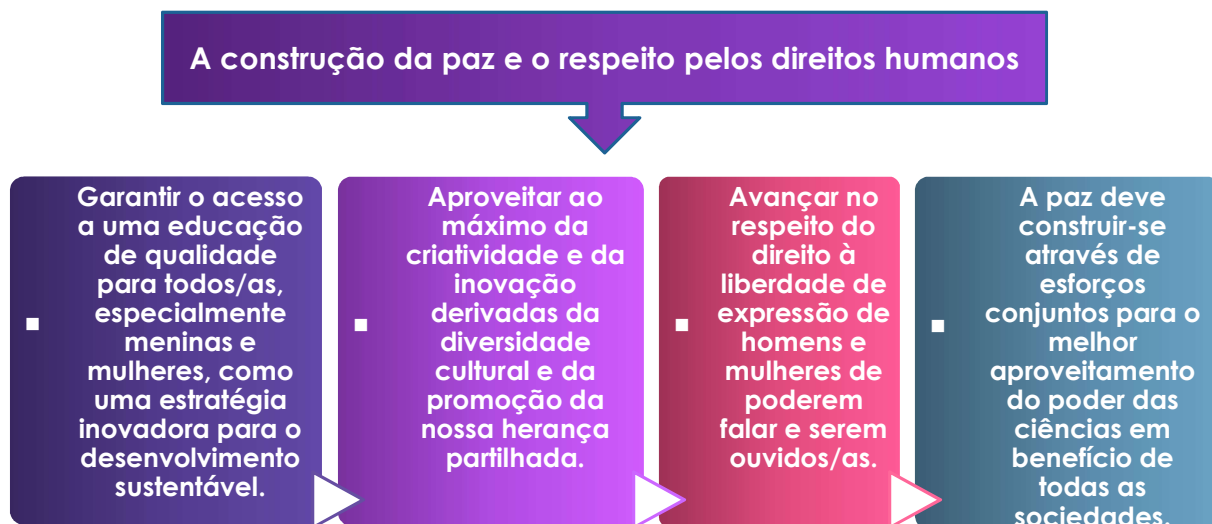 A construção da paz e o respeito pelos direitos humanos
▪ Garantir o acesso
a uma educação
de qualidade
para todos/as,
especialmente
meninas e
mulheres, como
uma estratégia
inovadora para o
desenvolvimento
sustentável.
▪ Aproveitar ao
máximo da
criatividade e da
inovação
derivadas da
diversidade
cultural e da
promoção da
nossa herança
partilhada.
▪ Avançar no
respeito do
direito à
liberdade de
expressão de
homens e
mulheres de
poderem
falar e serem
ouvidos/as.
▪ A paz deve
construir-se
através de
esforços
conjuntos para o
melhor
aproveitamento
do poder das
ciências em
benefício de
todas as
sociedades.